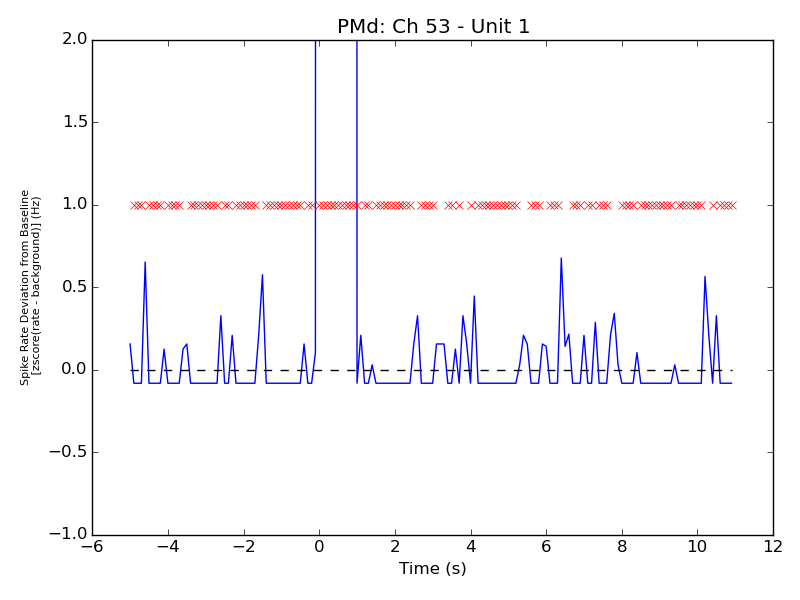 PMd: Ch 53 - Unit 1
2.0
1.5
1.0
0.5
0.0
−0.5
−1.0
Spike Rate Deviation from Baseline
[zscore(rate - background)] (Hz)
−6 −4 −2 0 2 4 6 8 10 12
Time (s)